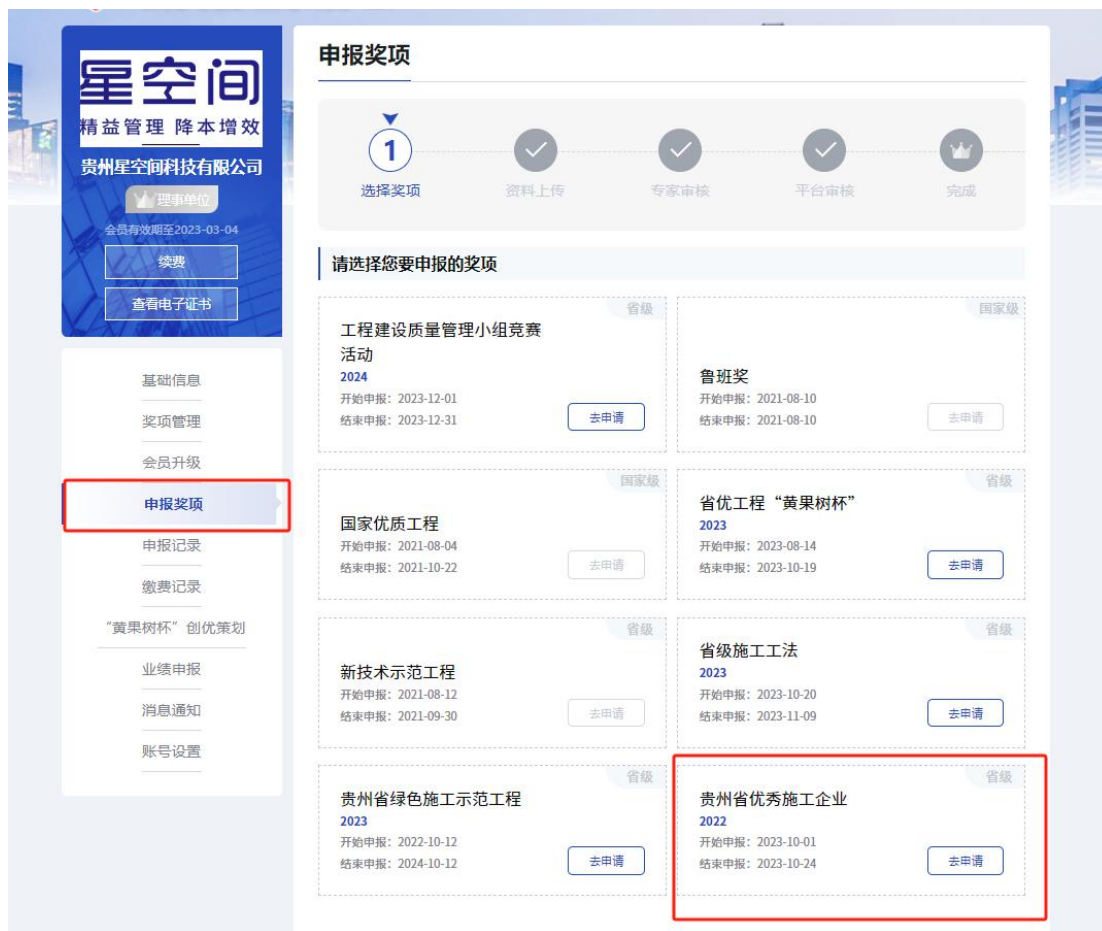 星空间
精益管理 降本增效
贵州星空间科技有限公司
理事单位
会员有效期至2023-03-04
续费
查看电子证书
基础信息
奖项管理
会员升级
申报奖项
申报记录
缴费记录
“黄果树杯”创优策划
业绩申报
消息通知
账号设置
申报奖项
1
选择奖项
资料上传
专家审核
平台审核
完成
请选择您要申报的奖项
省级
工程建设质量管理小组竞赛
活动
2024
开始申报：2023-12-01
结束申报：2023-12-31
去申请
国家级
鲁班奖
开始申报：2021-08-10
结束申报：2021-08-10
去申请
国家级
国家优质工程
开始申报：2021-08-04
结束申报：2021-10-22
去申请
省级
省优工程“黄果树杯”
2023
开始申报：2023-08-14
结束申报：2023-10-19
去申请
省级
新技术示范工程
开始申报：2021-08-12
结束申报：2021-09-30
去申请
省级
省级施工工法
2023
开始申报：2023-10-20
结束申报：2023-11-09
去申请
省级
贵州省绿色施工示范工程
2023
开始申报：2022-10-12
结束申报：2024-10-12
去申请
省级
贵州省优秀施工企业
2022
开始申报：2023-10-01
结束申报：2023-10-24
去申请